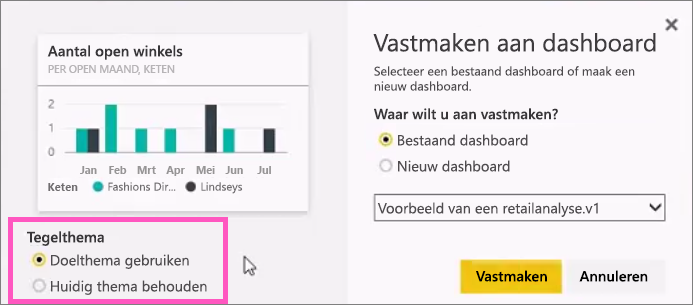 Aantal open winkels
PER OPEN MAAND, KETEN
2
1
0
Jan Feb Mrt Apr Mei Jun Jul
Keten Fashions Dir... Lindseys
Tegelthema
Doelthema gebruiken
Huidig thema behouden
Vastmaken aan dashboard
Selecteer een bestaand dashboard of maak een
nieuw dashboard.
Waar wilt u aan vastmaken?
Bestaand dashboard
Nieuw dashboard
Voorbeeld van een retailanalyse.v1
Vastmaken Annuleren